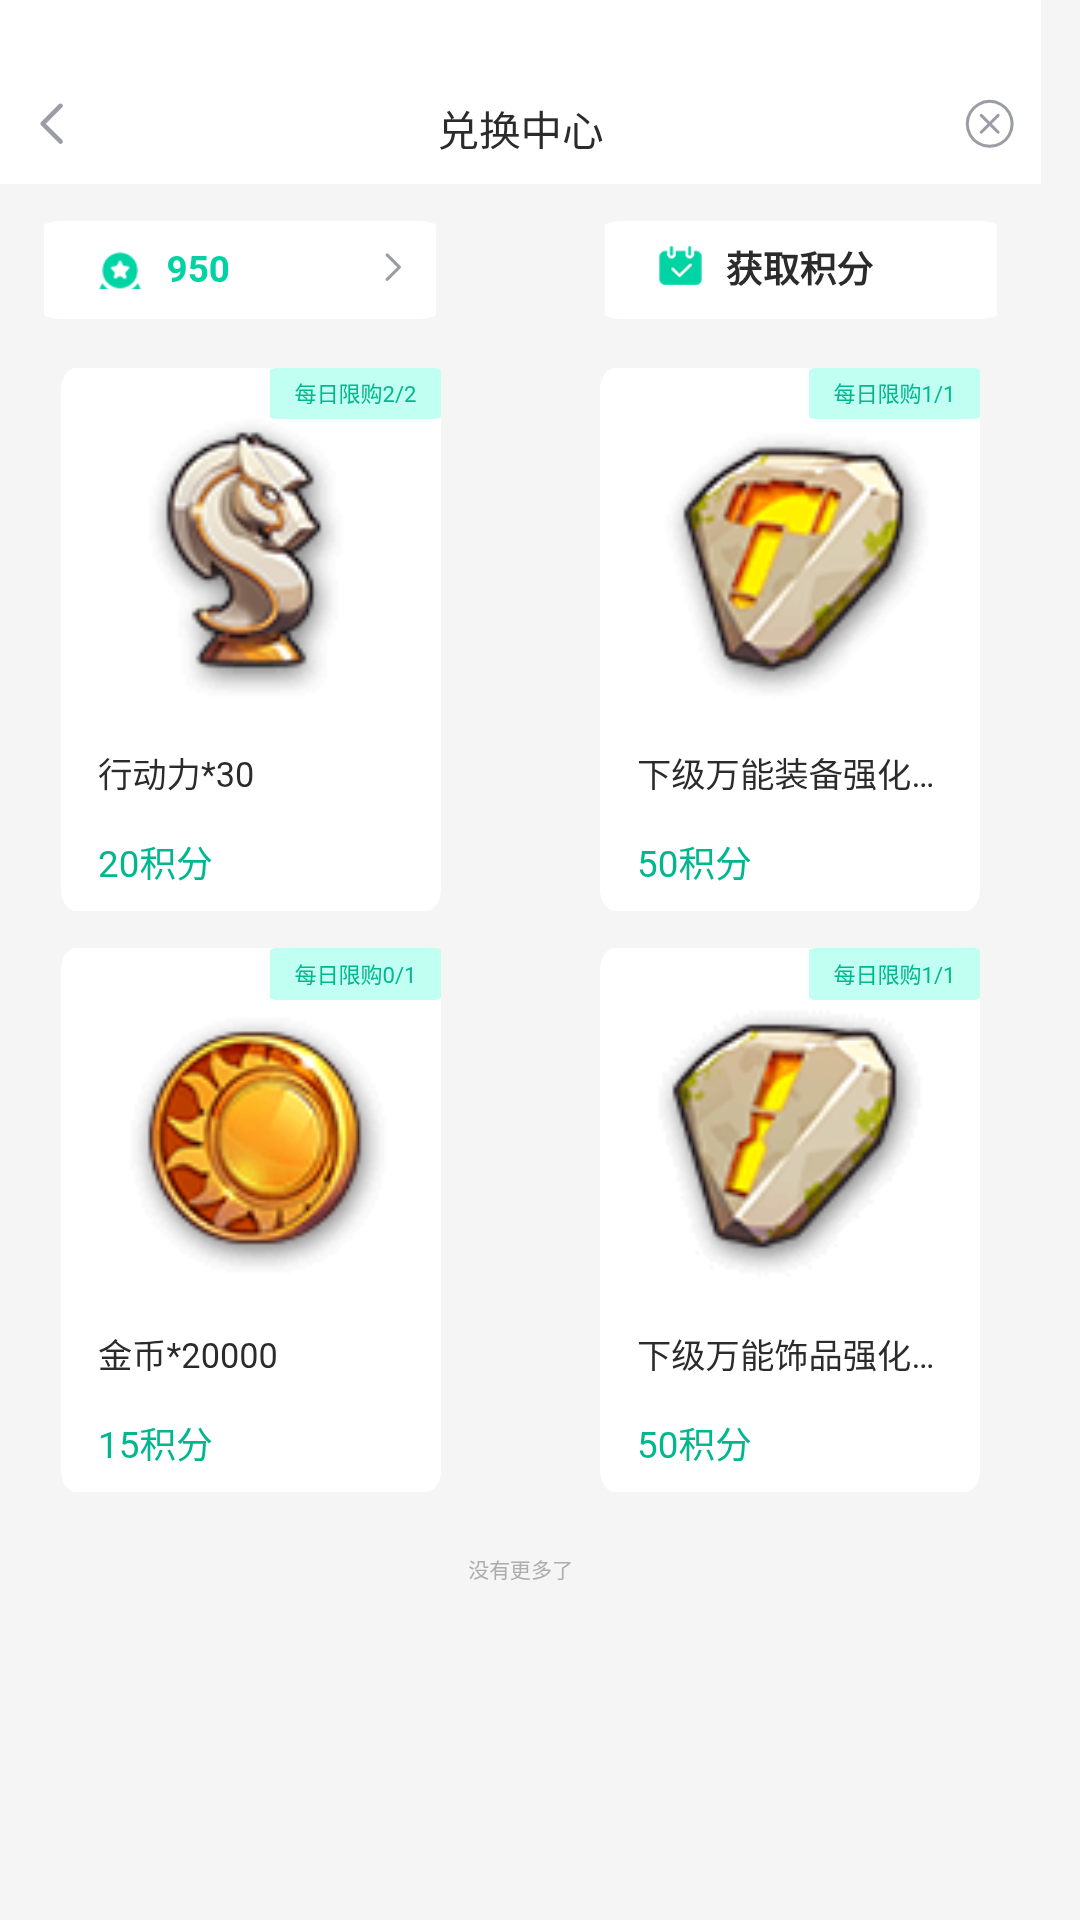 兑换中心
950
获取积分
每日限购2/2
每日限购1/1
行动力*30
下级万能装备强化...
20积分
50积分
每日限购0/1
每日限购1/1
金币*20000
下级万能饰品强化...
15积分
50积分
没有更多了